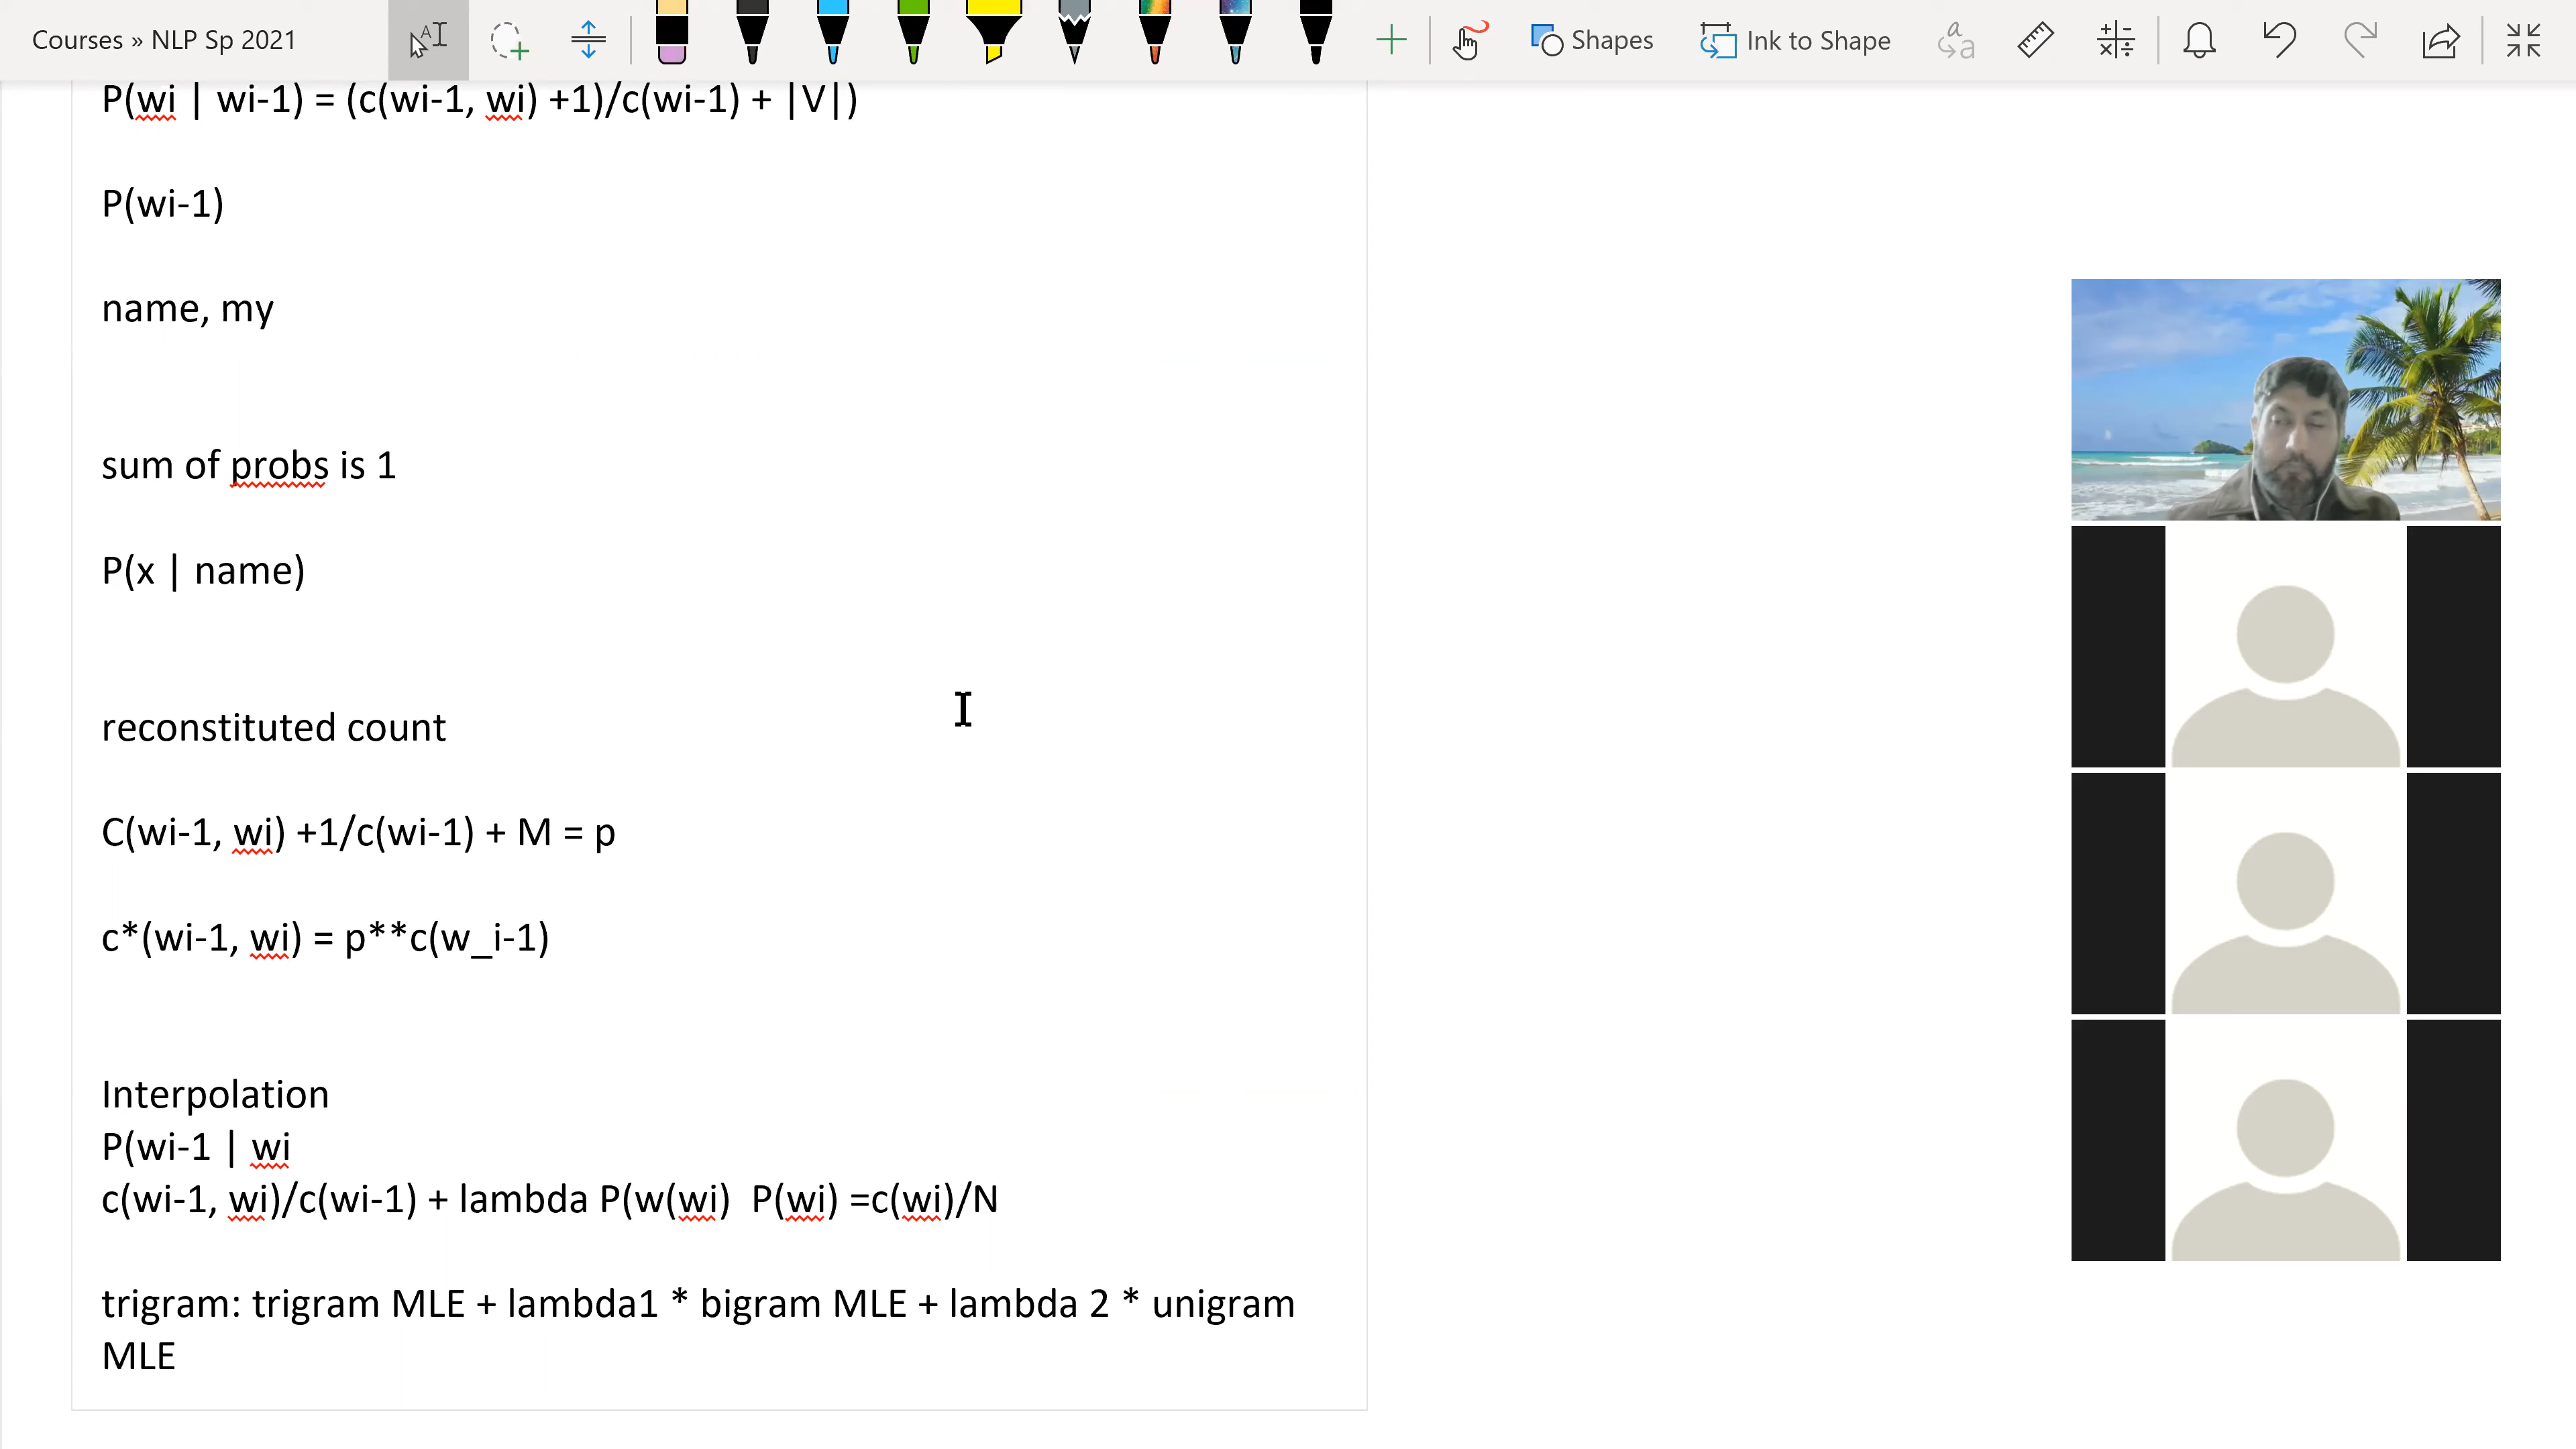 Courses » NLP Sp 2021
Shapes
Ink to Shape
P(wi | wi-1) = (c(wi-1, wi) +1)/c(wi-1) + |V|)
P(wi-1)
name, my
sum of probs is 1
P(x | name)
reconstituted count
C(wi-1, wi) +1/c(wi-1) + M = p
c*(wi-1, wi) = p**c(w_i-1)
Interpolation
P(wi-1 | wi
c(wi-1, wi)/c(wi-1) + lambda P(w(wi)  P(wi) =c(wi)/N
trigram: trigram MLE + lambda1 * bigram MLE + lambda 2 * unigram
MLE